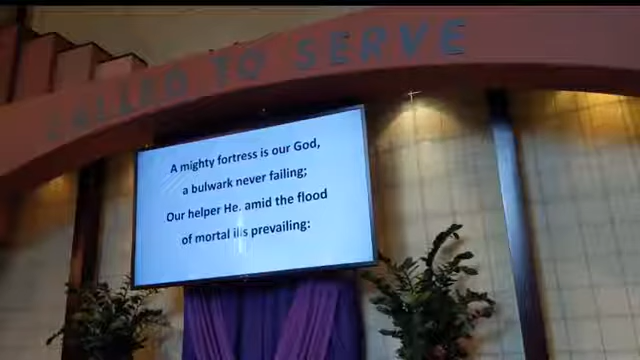 CALLED TO SERVE
A mighty fortress is our God,
a bulwark never failing;
Our helper He, amid the flood
of mortal ills prevailing: